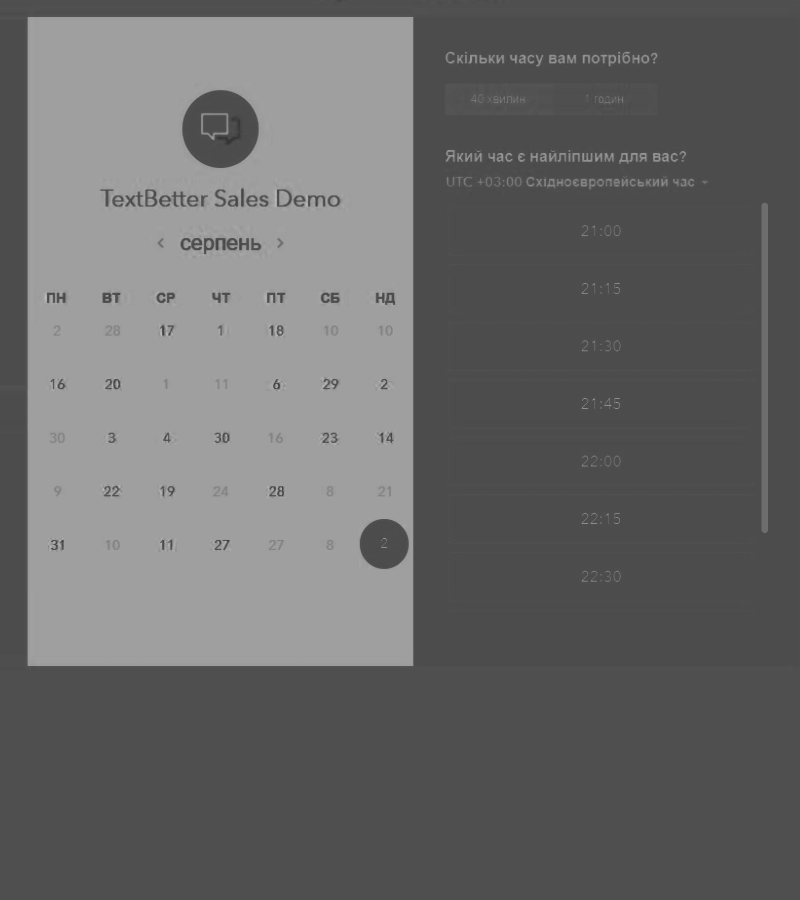 TextBetter Sales Demo
‹ серпень ›
ПН ВТ СР ЧТ ПТ СБ НД
2 28 17 1 18 10 10
16 20 1 11 6 29 2
30 3 4 30 16 23 14
9 22 19 24 28 8 21
31 10 11 27 27 8 2
Скільки часу вам потрібно?
40 хвилин 1 годин
Який час є найліпшим для вас?
UTC +03:00 Східноєвропейський час
21:00
21:15
21:30
21:45
22:00
22:15
22:30